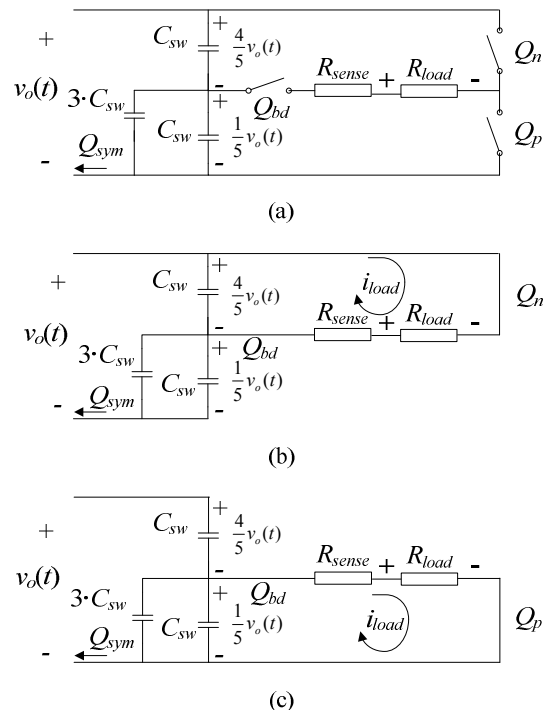 +
C_sw
+
4/5 v_o(t)
Q_n
v_o(t)
3·C_sw
-
+
Q_bd
R_sense
+
R_load
-
C_sw
1/5 v_o(t)
Q_p
-
Q_sym
-
(a)
+
C_sw
+
4/5 v_o(t)
i_load
Q_n
v_o(t)
R_sense
+
R_load
-
3·C_sw
-
+
Q_bd
C_sw
1/5 v_o(t)
-
Q_sym
-
(b)
+
C_sw
+
4/5 v_o(t)
R_sense
+
R_load
-
v_o(t)
3·C_sw
-
+
Q_bd
C_sw
1/5 v_o(t)
i_load
Q_p
-
Q_sym
-
(c)